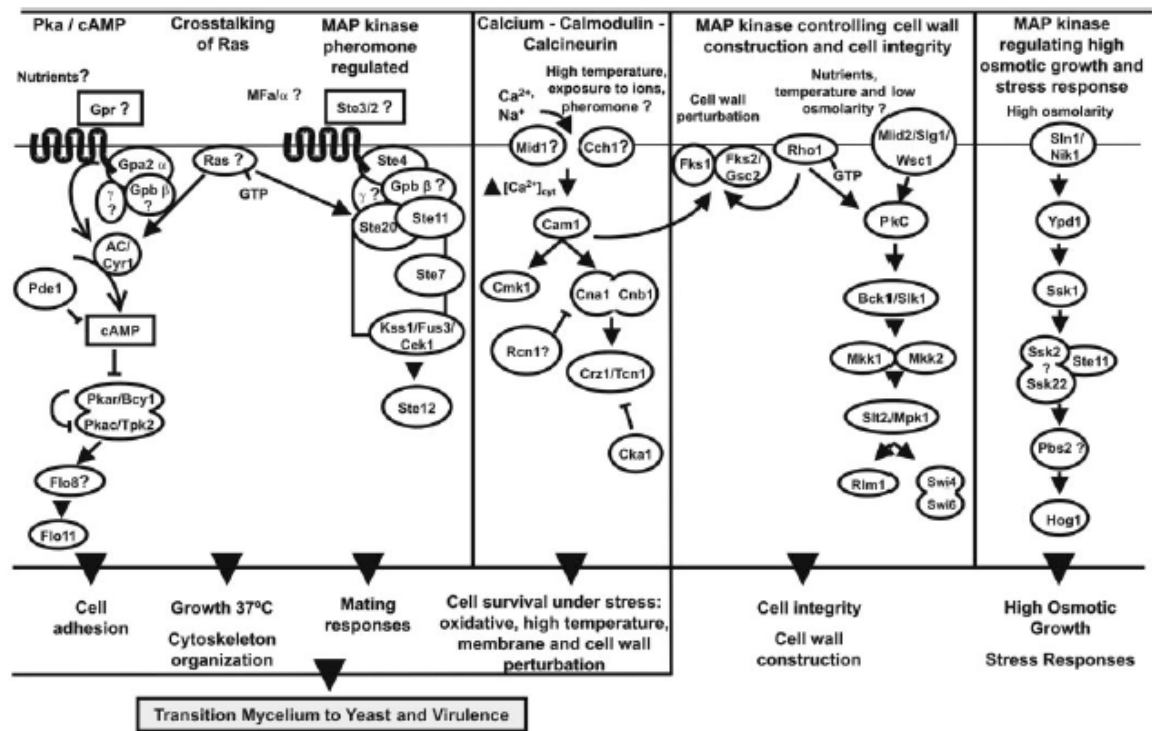 Pka / cAMP
Crosstalking
of Ras
MAP kinase
pheromone
regulated
Calcium - Calmodulin -
Calcineurin
MAP kinase controlling cell wall
construction and cell integrity
MAP kinase
regulating high
osmotic growth and
stress response
Nutrients?
Gpr ?
MFa/α ?
Ste3/2 ?
High temperature,
exposure to ions,
pheromone ?
Ca2+,
Na+
Cell wall
perturbation
Nutrients,
temperature and low
osmolarity ?
High osmolarity
Gpa2 α
γ
?
Gpb β
?
Ras ?
GTP
Ste4
γ ?
Gpb β ?
Ste20
Ste11
Mid1?
Cch1?
▲ [Ca2+]cyt
Fks1
Fks2/
Gsc2
Rho1
GTP
Mid2/Slg1/
Wsc1
Sln1/
Nik1
AC/
Cyr1
Pde1
cAMP
Ste7
Kss1/Fus3/
Cek1
Ste12
Cam1
Cmk1
Cna1 Cnb1
Rcn1?
Crz1/Tcn1
Cka1
PkC
Bck1/Slk1
Mkk1
Mkk2
Slt2/Mpk1
Rlm1
Swi4
Swi6
Ypd1
Ssk1
Ssk2
?
Ssk22
Ste11
Pbs2 ?
Hog1
Pkar/Bcy1
Pkac/Tpk2
Flo8?
Flo11
Cell
adhesion
Growth 37ºC
Cytoskeleton
organization
Mating
responses
Cell survival under stress:
oxidative, high temperature,
membrane and cell wall
perturbation
Cell integrity
Cell wall
construction
High Osmotic
Growth
Stress Responses
Transition Mycelium to Yeast and Virulence